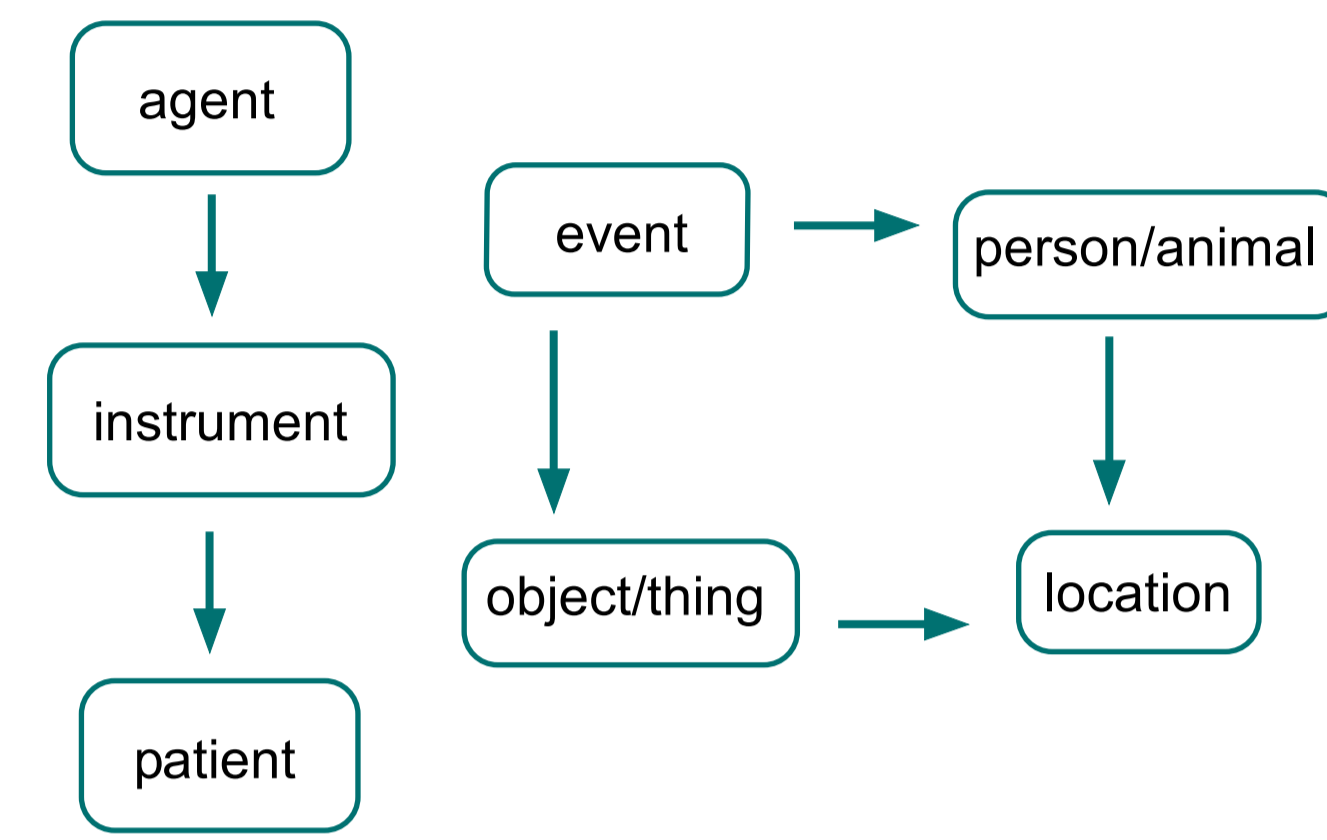 agent
instrument
patient
event
person/animal
object/thing
location